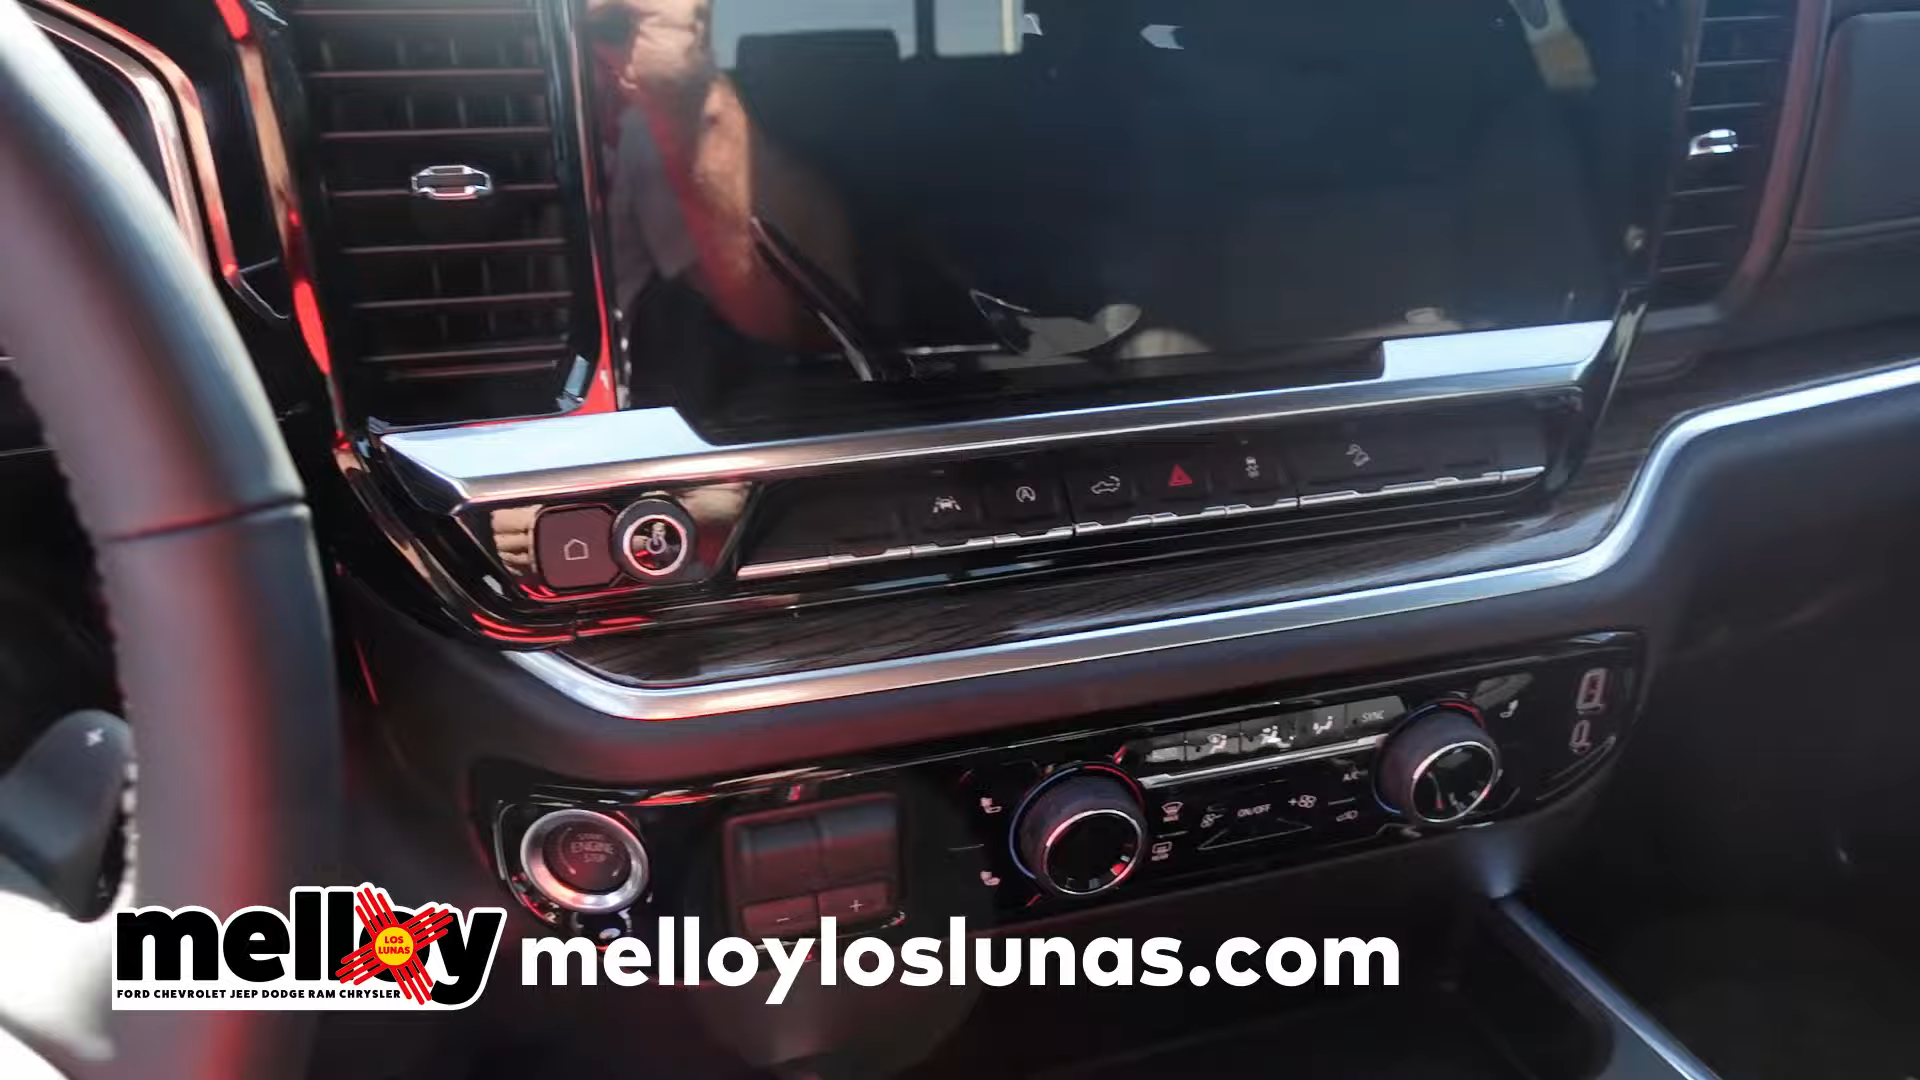 SYNC
A/C
ON/OFF
ENGINE
STOP
melloy
LOS
LUNAS
FORD CHEVROLET JEEP DODGE RAM CHRYSLER
melloyloslunas.com